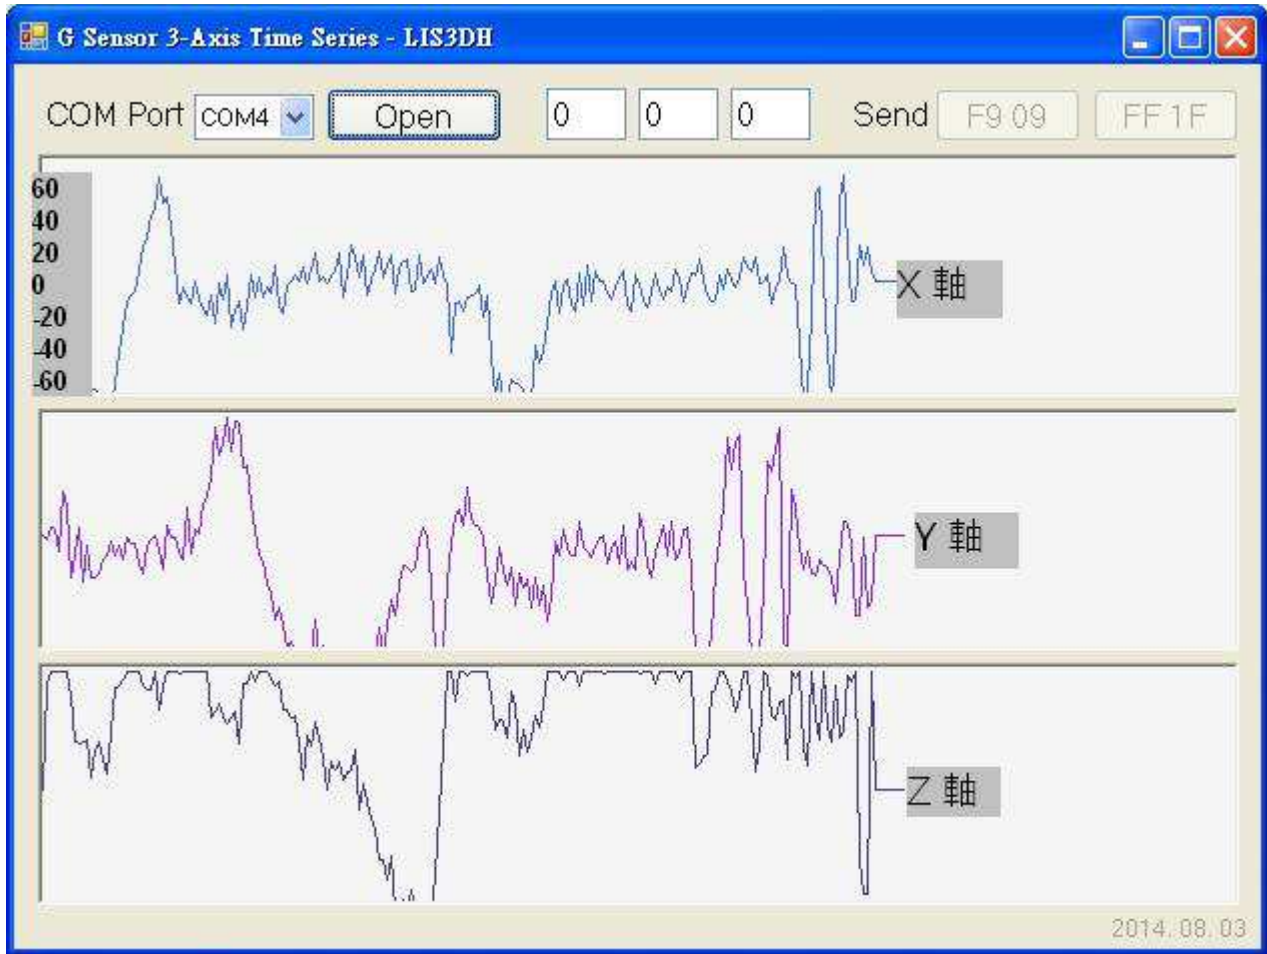 G Sensor 3-Axis Time Series - LIS3DH
COM Port COM4 Open 0 0 0 Send F9 09 FF 1F
60
40
20
0
-20
-40
-60
X 軸
Y 軸
Z 軸
2014. 08. 03